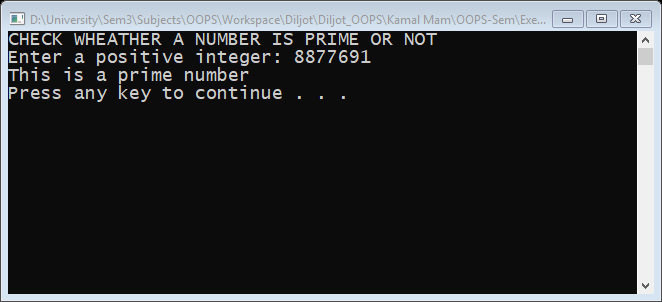 D:\University\Sem3\Subjects\OOPS\Workspace\Diljot\Diljot_OOPS\Kamal Mam\OOPS-Sem\Exe...
CHECK WHEATHER A NUMBER IS PRIME OR NOT
Enter a positive integer: 8877691
This is a prime number
Press any key to continue . . .